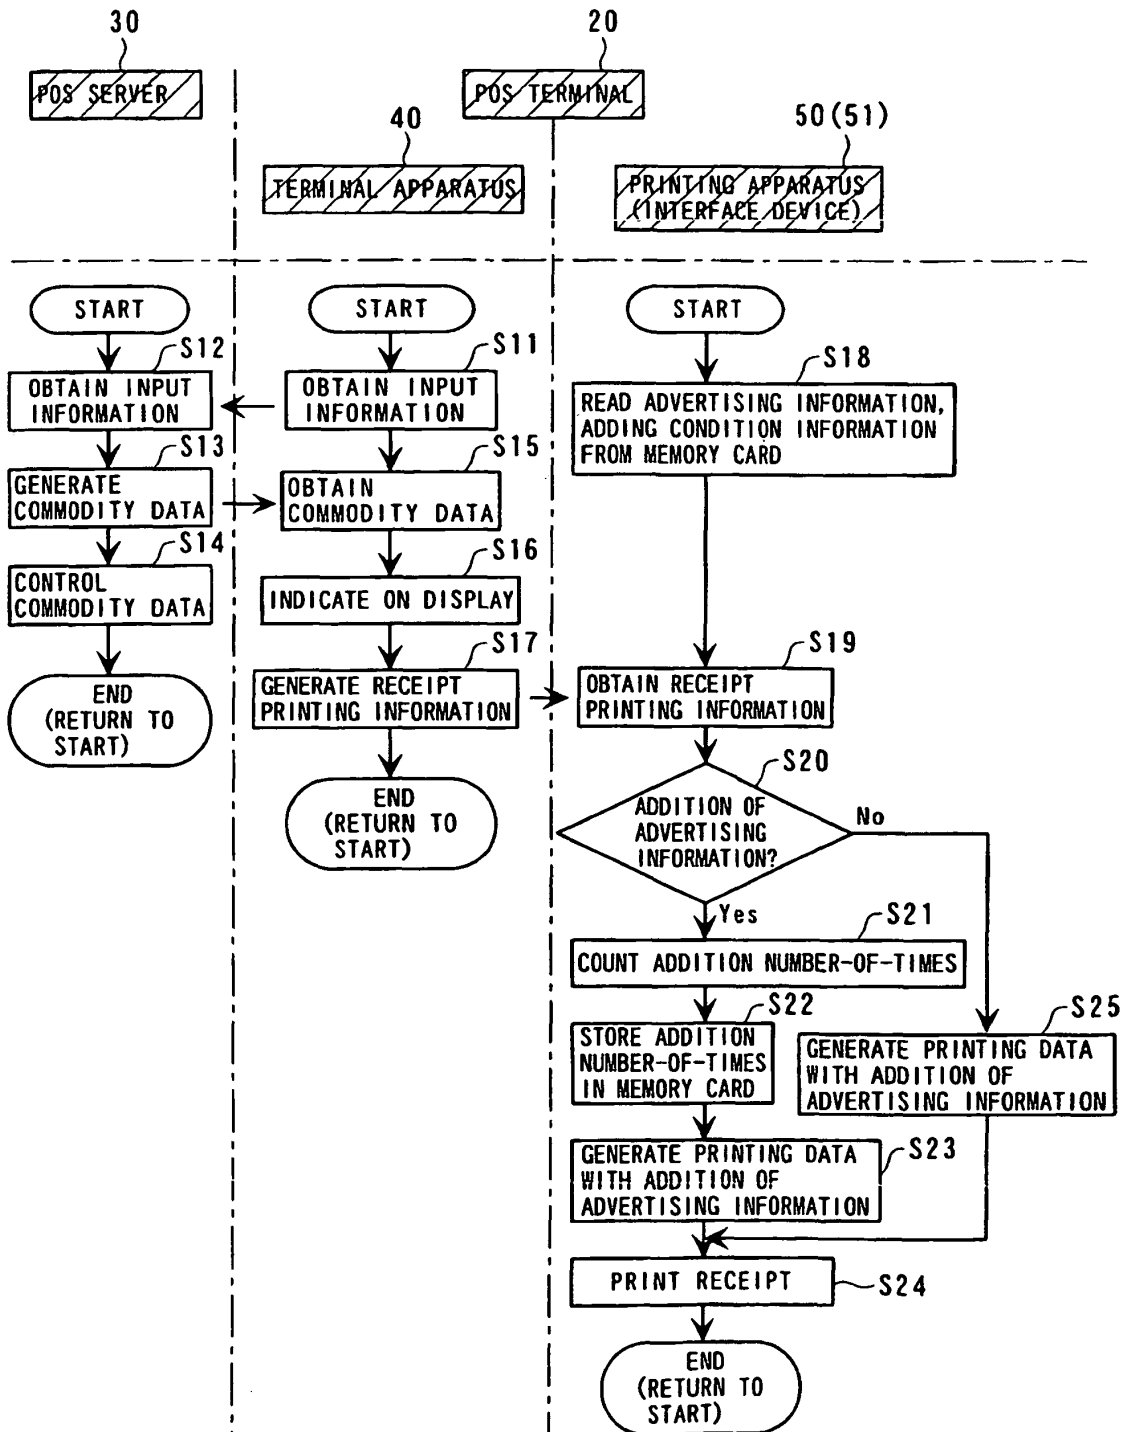 30
20
POS SERVER
POS TERMINAL
40
50(51)
TERMINAL APPARATUS
PRINTING APPARATUS
(INTERFACE DEVICE)
START
S12
OBTAIN INPUT
INFORMATION
S13
GENERATE
COMMODITY DATA
S14
CONTROL
COMMODITY DATA
END
(RETURN TO
START)
START
S11
OBTAIN INPUT
INFORMATION
S15
OBTAIN
COMMODITY DATA
S16
INDICATE ON DISPLAY
S17
GENERATE RECEIPT
PRINTING INFORMATION
END
(RETURN TO
START)
START
S18
READ ADVERTISING INFORMATION,
ADDING CONDITION INFORMATION
FROM MEMORY CARD
S19
OBTAIN RECEIPT
PRINTING INFORMATION
S20
ADDITION OF
ADVERTISING
INFORMATION?
No
Yes
S21
COUNT ADDITION NUMBER-OF-TIMES
S22
STORE ADDITION
NUMBER-OF-TIMES
IN MEMORY CARD
S25
GENERATE PRINTING DATA
WITH ADDITION OF
ADVERTISING INFORMATION
S23
GENERATE PRINTING DATA
WITH ADDITION OF
ADVERTISING INFORMATION
PRINT RECEIPT
S24
END
(RETURN TO
START)